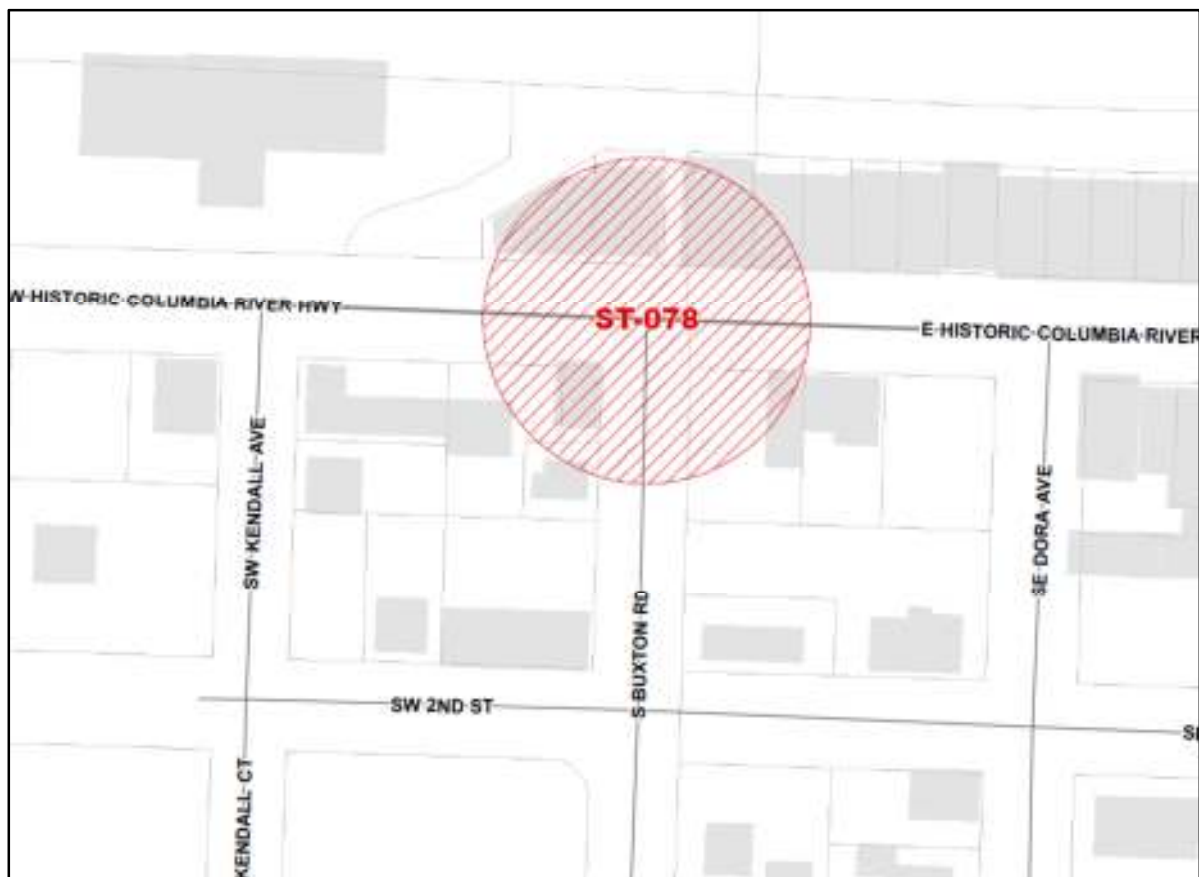 W HISTORIC COLUMBIA RIVER HWY
ST-078
E HISTORIC COLUMBIA RIVER
SW KENDALL AVE
SE DORA AVE
S BUXTON RD
SW 2ND ST
KENDALL CT